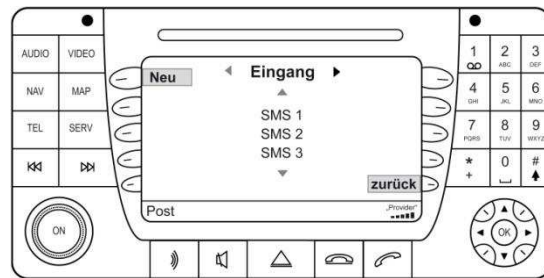 AUDIO VIDEO
NAV MAP
TEL SERV
ON
Neu
Eingang
SMS 1
SMS 2
SMS 3
zurück
Post
„Provider“
1
2 ABC
3 DEF
4 GHI
5 JKL
6 MNO
7 PQRS
8 TUV
9 WXYZ
* +
0
#
OK